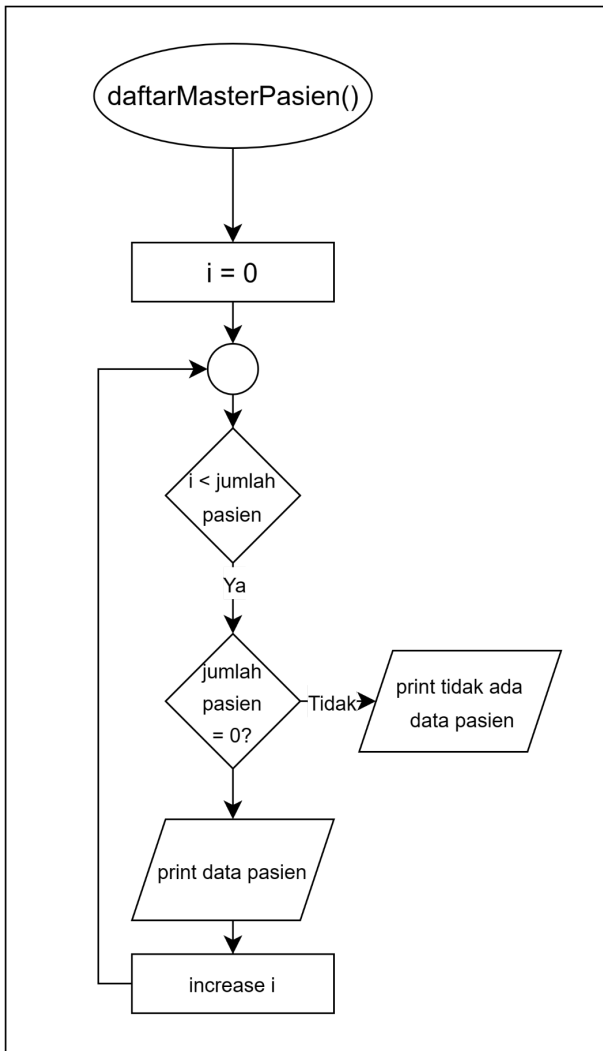 daftarMasterPasien()
i = 0
i < jumlah
pasien
Ya
jumlah
pasien
= 0?
Tidak
print tidak ada
data pasien
print data pasien
increase i